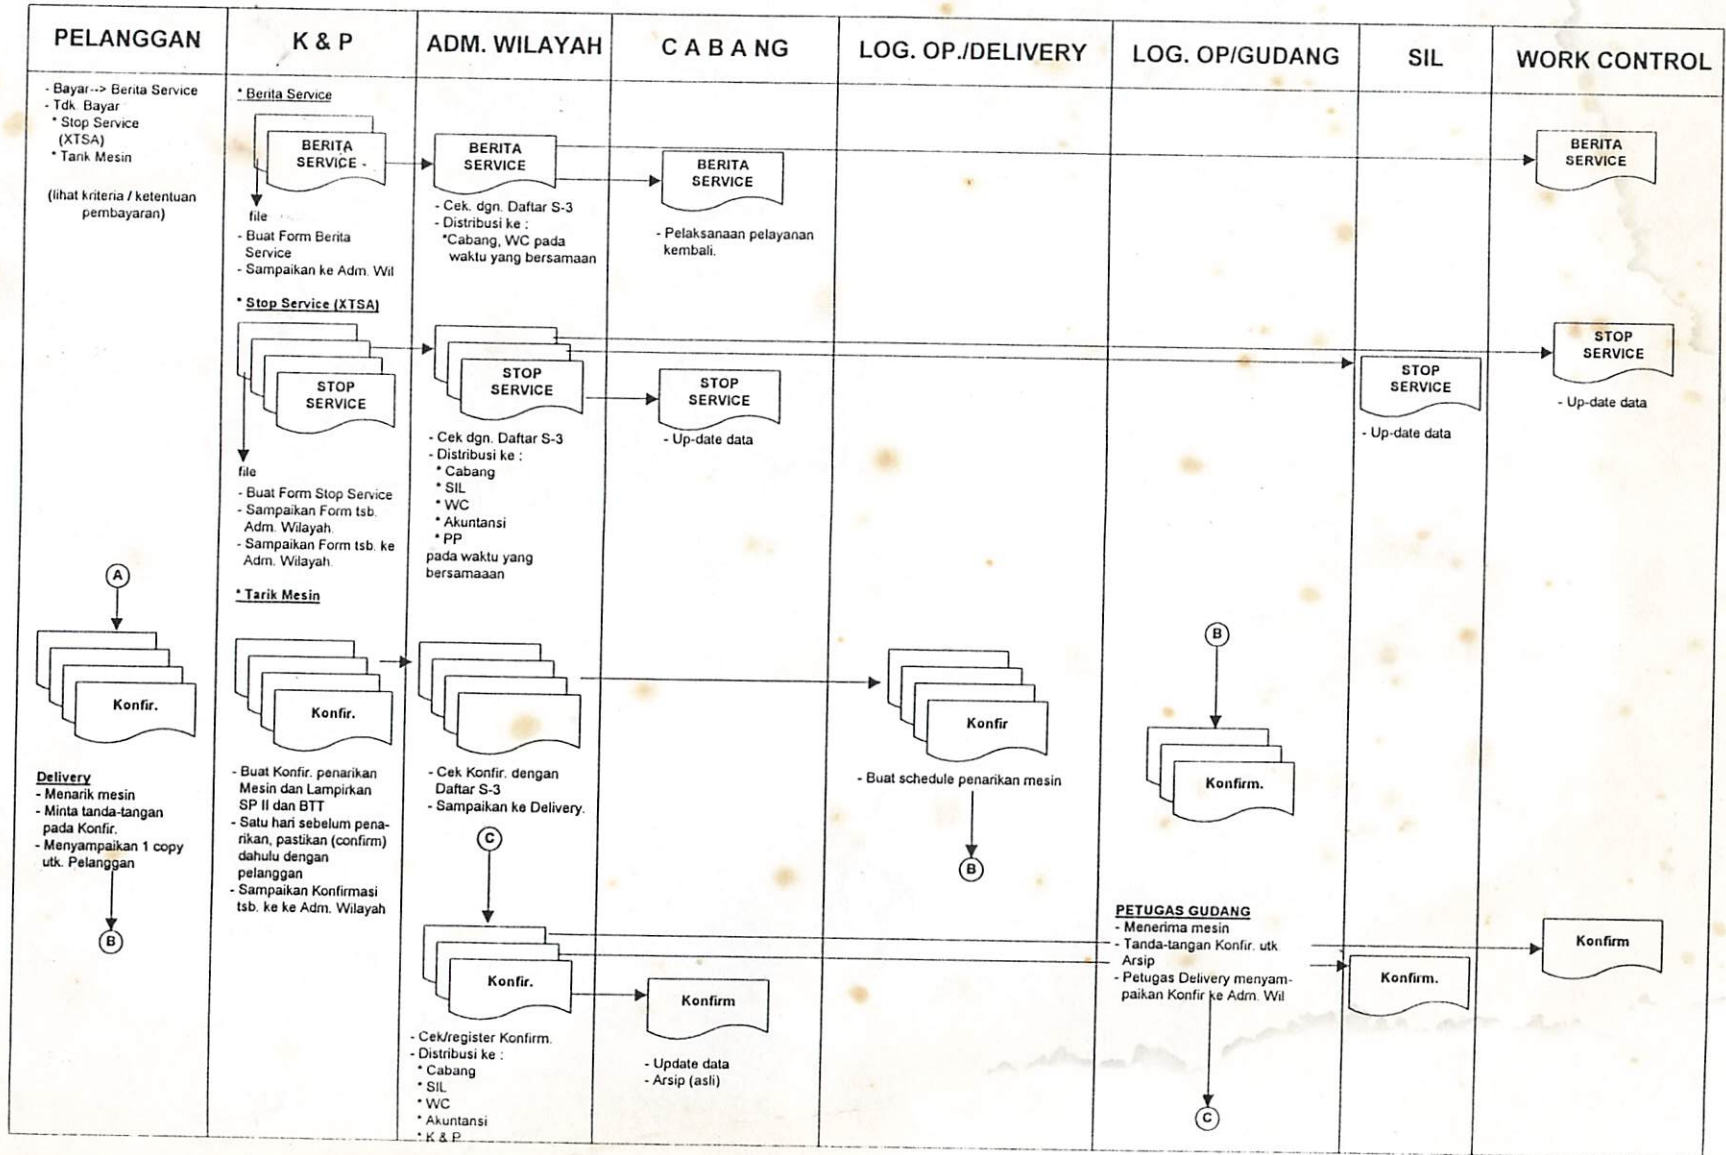 PELANGGAN
K & P
ADM. WILAYAH
C A B A N G
LOG. OP./DELIVERY
LOG. OP/GUDANG
SIL
WORK CONTROL
- Bayar--> Berita Service
- Tdk. Bayar
* Stop Service
(XTSA)
* Tarik Mesin
(lihat kriteria / ketentuan
pembayaran)
* Berita Service
BERITA
SERVICE -
file
- Buat Form Berita
Service
- Sampaikan ke Adm. Wil
BERITA
SERVICE
- Cek. dgn. Daftar S-3
- Distribusi ke :
*Cabang, WC pada
waktu yang bersamaan
BERITA
SERVICE
- Pelaksanaan pelayanan
kembali.
BERITA
SERVICE
* Stop Service (XTSA)
STOP
SERVICE
file
- Buat Form Stop Service
- Sampaikan Form tsb.
Adm. Wilayah.
- Sampaikan Form tsb. ke
Adm. Wilayah.
STOP
SERVICE
- Cek dgn. Daftar S-3
- Distribusi ke :
* Cabang
* SIL
* WC
* Akuntansi
* PP
pada waktu yang
bersamaaan
STOP
SERVICE
- Up-date data
STOP
SERVICE
- Up-date data
STOP
SERVICE
- Up-date data
A
Konfir.
Delivery
- Menarik mesin
- Minta tanda-tangan
pada Konfir.
- Menyampaikan 1 copy
utk. Pelanggan
B
* Tarik Mesin
Konfir.
- Buat Konfir. penarikan
Mesin dan Lampirkan
SP II dan BTT
- Satu hari sebelum pena-
rikan, pastikan (confirm)
dahulu dengan
pelanggan
- Sampaikan Konfirmasi
tsb. ke ke Adm. Wilayah
- Cek Konfir. dengan
Daftar S-3
- Sampaikan ke Delivery.
C
Konfir.
- Cek/register Konfirm.
- Distribusi ke :
* Cabang
* SIL
* WC
* Akuntansi
* K & P
Konfirm
- Update data
- Arsip (asli)
Konfir
- Buat schedule penarikan mesin
B
B
Konfirm.
PETUGAS GUDANG
- Menerima mesin
- Tanda-tangan Konfir. utk
Arsip
- Petugas Delivery menyam-
paikan Konfir ke Adm. Wil
C
Konfirm.
Konfirm